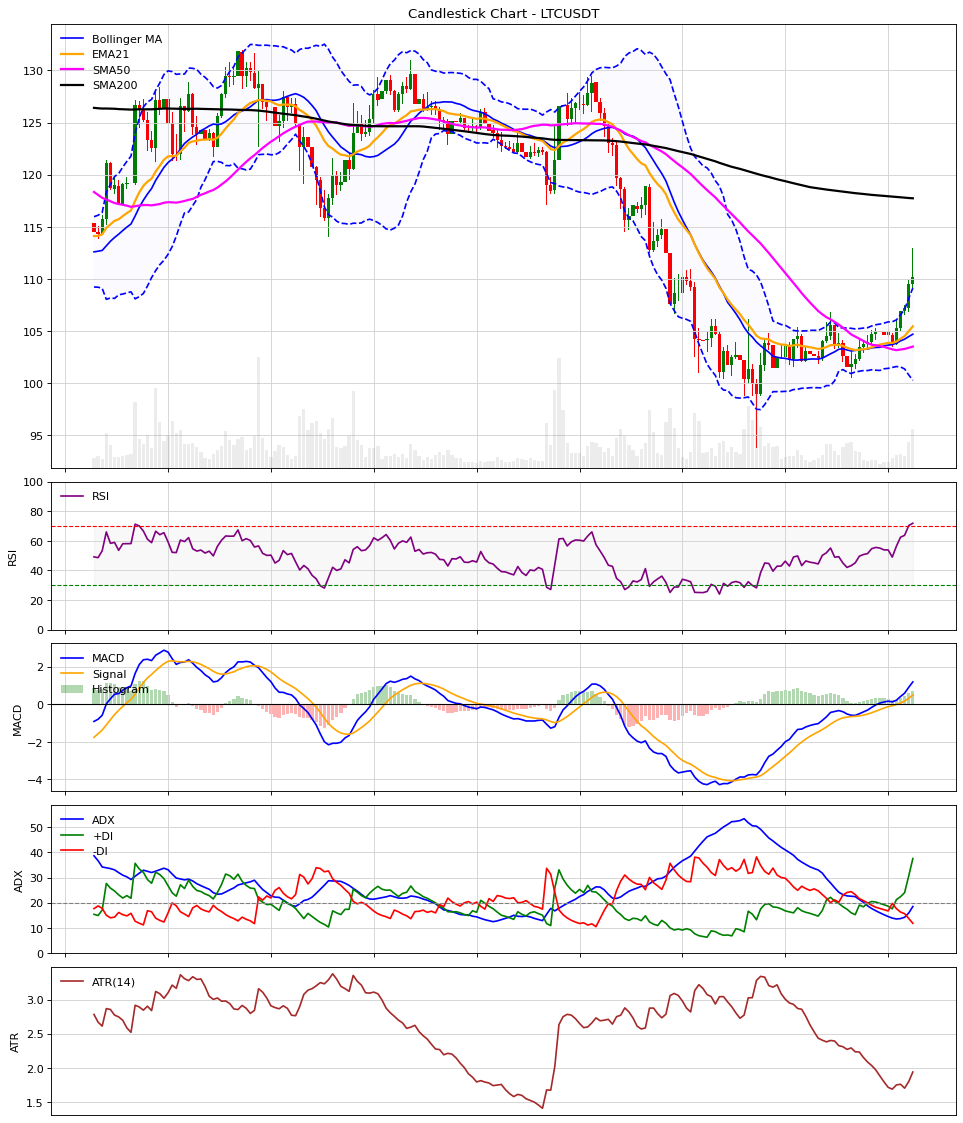 Candlestick Chart - LTCUSDT
Bollinger MA
EMA21
SMA50
SMA200
130
125
120
115
110
105
100
95
RSI
100
80
60
40
20
0
RSI
MACD
Signal
Histogram
2
0
−2
−4
MACD
ADX
+DI
-DI
50
40
30
20
10
0
ADX
ATR(14)
3.0
2.5
2.0
1.5
ATR